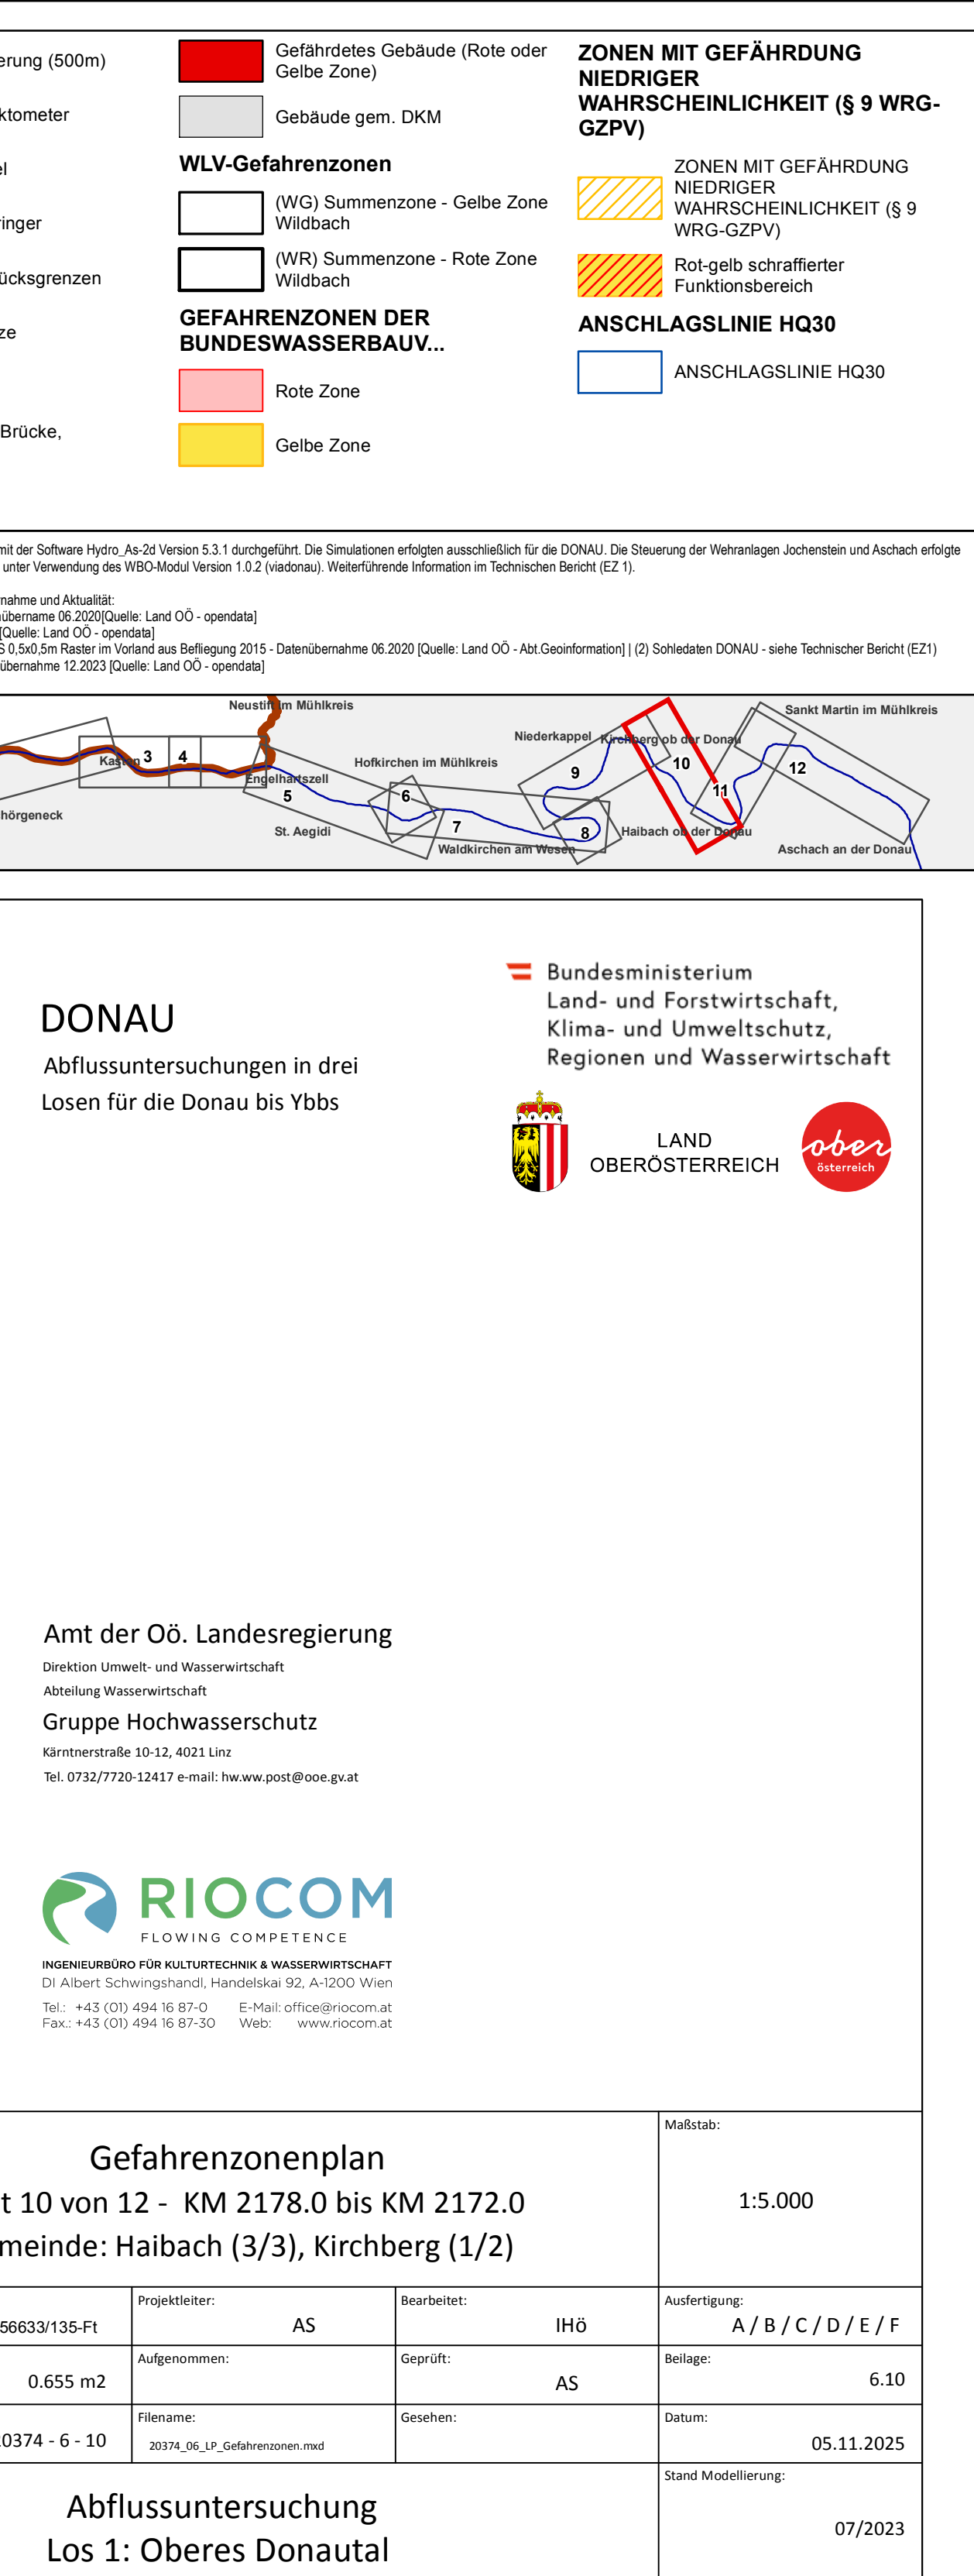 erung (500m)
ktometer
el
ringer
ücksgrenzen
ze
Brücke,
Gefährdetes Gebäude (Rote oder
Gelbe Zone)
Gebäude gem. DKM
WLV-Gefahrenzonen
(WG) Summenzone - Gelbe Zone
Wildbach
(WR) Summenzone - Rote Zone
Wildbach
GEFAHRENZONEN DER
BUNDESWASSERBAUV...
Rote Zone
Gelbe Zone
ZONEN MIT GEFÄHRDUNG
NIEDRIGER
WAHRSCHEINLICHKEIT (§ 9 WRG-
GZPV)
ZONEN MIT GEFÄHRDUNG
NIEDRIGER
WAHRSCHEINLICHKEIT (§ 9
WRG-GZPV)
Rot-gelb schraffierter
Funktionsbereich
ANSCHLAGSLINIE HQ30
ANSCHLAGSLINIE HQ30
mit der Software Hydro_As-2d Version 5.3.1 durchgeführt. Die Simulationen erfolgten ausschließlich für die DONAU. Die Steuerung der Wehranlagen Jochenstein und Aschach erfolgte
unter Verwendung des WBO-Modul Version 1.0.2 (viadonau). Weiterführende Information im Technischen Bericht (EZ 1).
rnahme und Aktualität:
nübername 06.2020[Quelle: Land OÖ - opendata]
[Quelle: Land OÖ - opendata]
S 0,5x0,5m Raster im Vorland aus Befliegung 2015 - Datenübernahme 06.2020 [Quelle: Land OÖ - Abt.Geoinformation] | (2) Sohledaten DONAU - siehe Technischer Bericht (EZ1)
übernahme 12.2023 [Quelle: Land OÖ - opendata]
Neustift im Mühlkreis
Sankt Martin im Mühlkreis
Niederkappel
Kirchberg ob der Donau
Kasten
3
4
Hofkirchen im Mühlkreis
10
12
9
Engelhartszell
5
6
11
hörgeneck
St. Aegidi
7
8
Haibach ob der Donau
Waldkirchen am Wesen
Aschach an der Donau
DONAU
Abflussuntersuchungen in drei
Losen für die Donau bis Ybbs
Bundesministerium
Land- und Forstwirtschaft,
Klima- und Umweltschutz,
Regionen und Wasserwirtschaft
LAND
OBERÖSTERREICH
ober
österreich
Amt der Oö. Landesregierung
Direktion Umwelt- und Wasserwirtschaft
Abteilung Wasserwirtschaft
Gruppe Hochwasserschutz
Kärntnerstraße 10-12, 4021 Linz
Tel. 0732/7720-12417 e-mail: hw.ww.post@ooe.gv.at
RIOCOM
FLOWING COMPETENCE
INGENIEURBÜRO FÜR KULTURTECHNIK & WASSERWIRTSCHAFT
DI Albert Schwingshandl, Handelskai 92, A-1200 Wien
Tel.: +43 (01) 494 16 87-0 E-Mail: office@riocom.at
Fax.: +43 (01) 494 16 87-30 Web: www.riocom.at
Gefahrenzonenplan
t 10 von 12 - KM 2178.0 bis KM 2172.0
meinde: Haibach (3/3), Kirchberg (1/2)
Maßstab:
1:5.000
56633/135-Ft
Projektleiter:
AS
Bearbeitet:
IHö
Ausfertigung:
A / B / C / D / E / F
0.655 m2
Aufgenommen:
Geprüft:
AS
Beilage:
6.10
20374 - 6 - 10
Filename:
20374_06_LP_Gefahrenzonen.mxd
Gesehen:
Datum:
05.11.2025
Abflussuntersuchung
Los 1: Oberes Donautal
Stand Modellierung:
07/2023